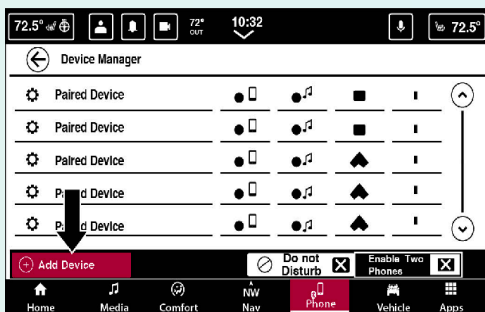 72.5° 72° OUT 10:32 72.5°
Device Manager
Paired Device
Paired Device
Paired Device
Paired Device
Paired Device
Add Device
Do not
Disturb
Enable Two
Phones
Home Media Comfort NW Nav Phone Vehicle Apps